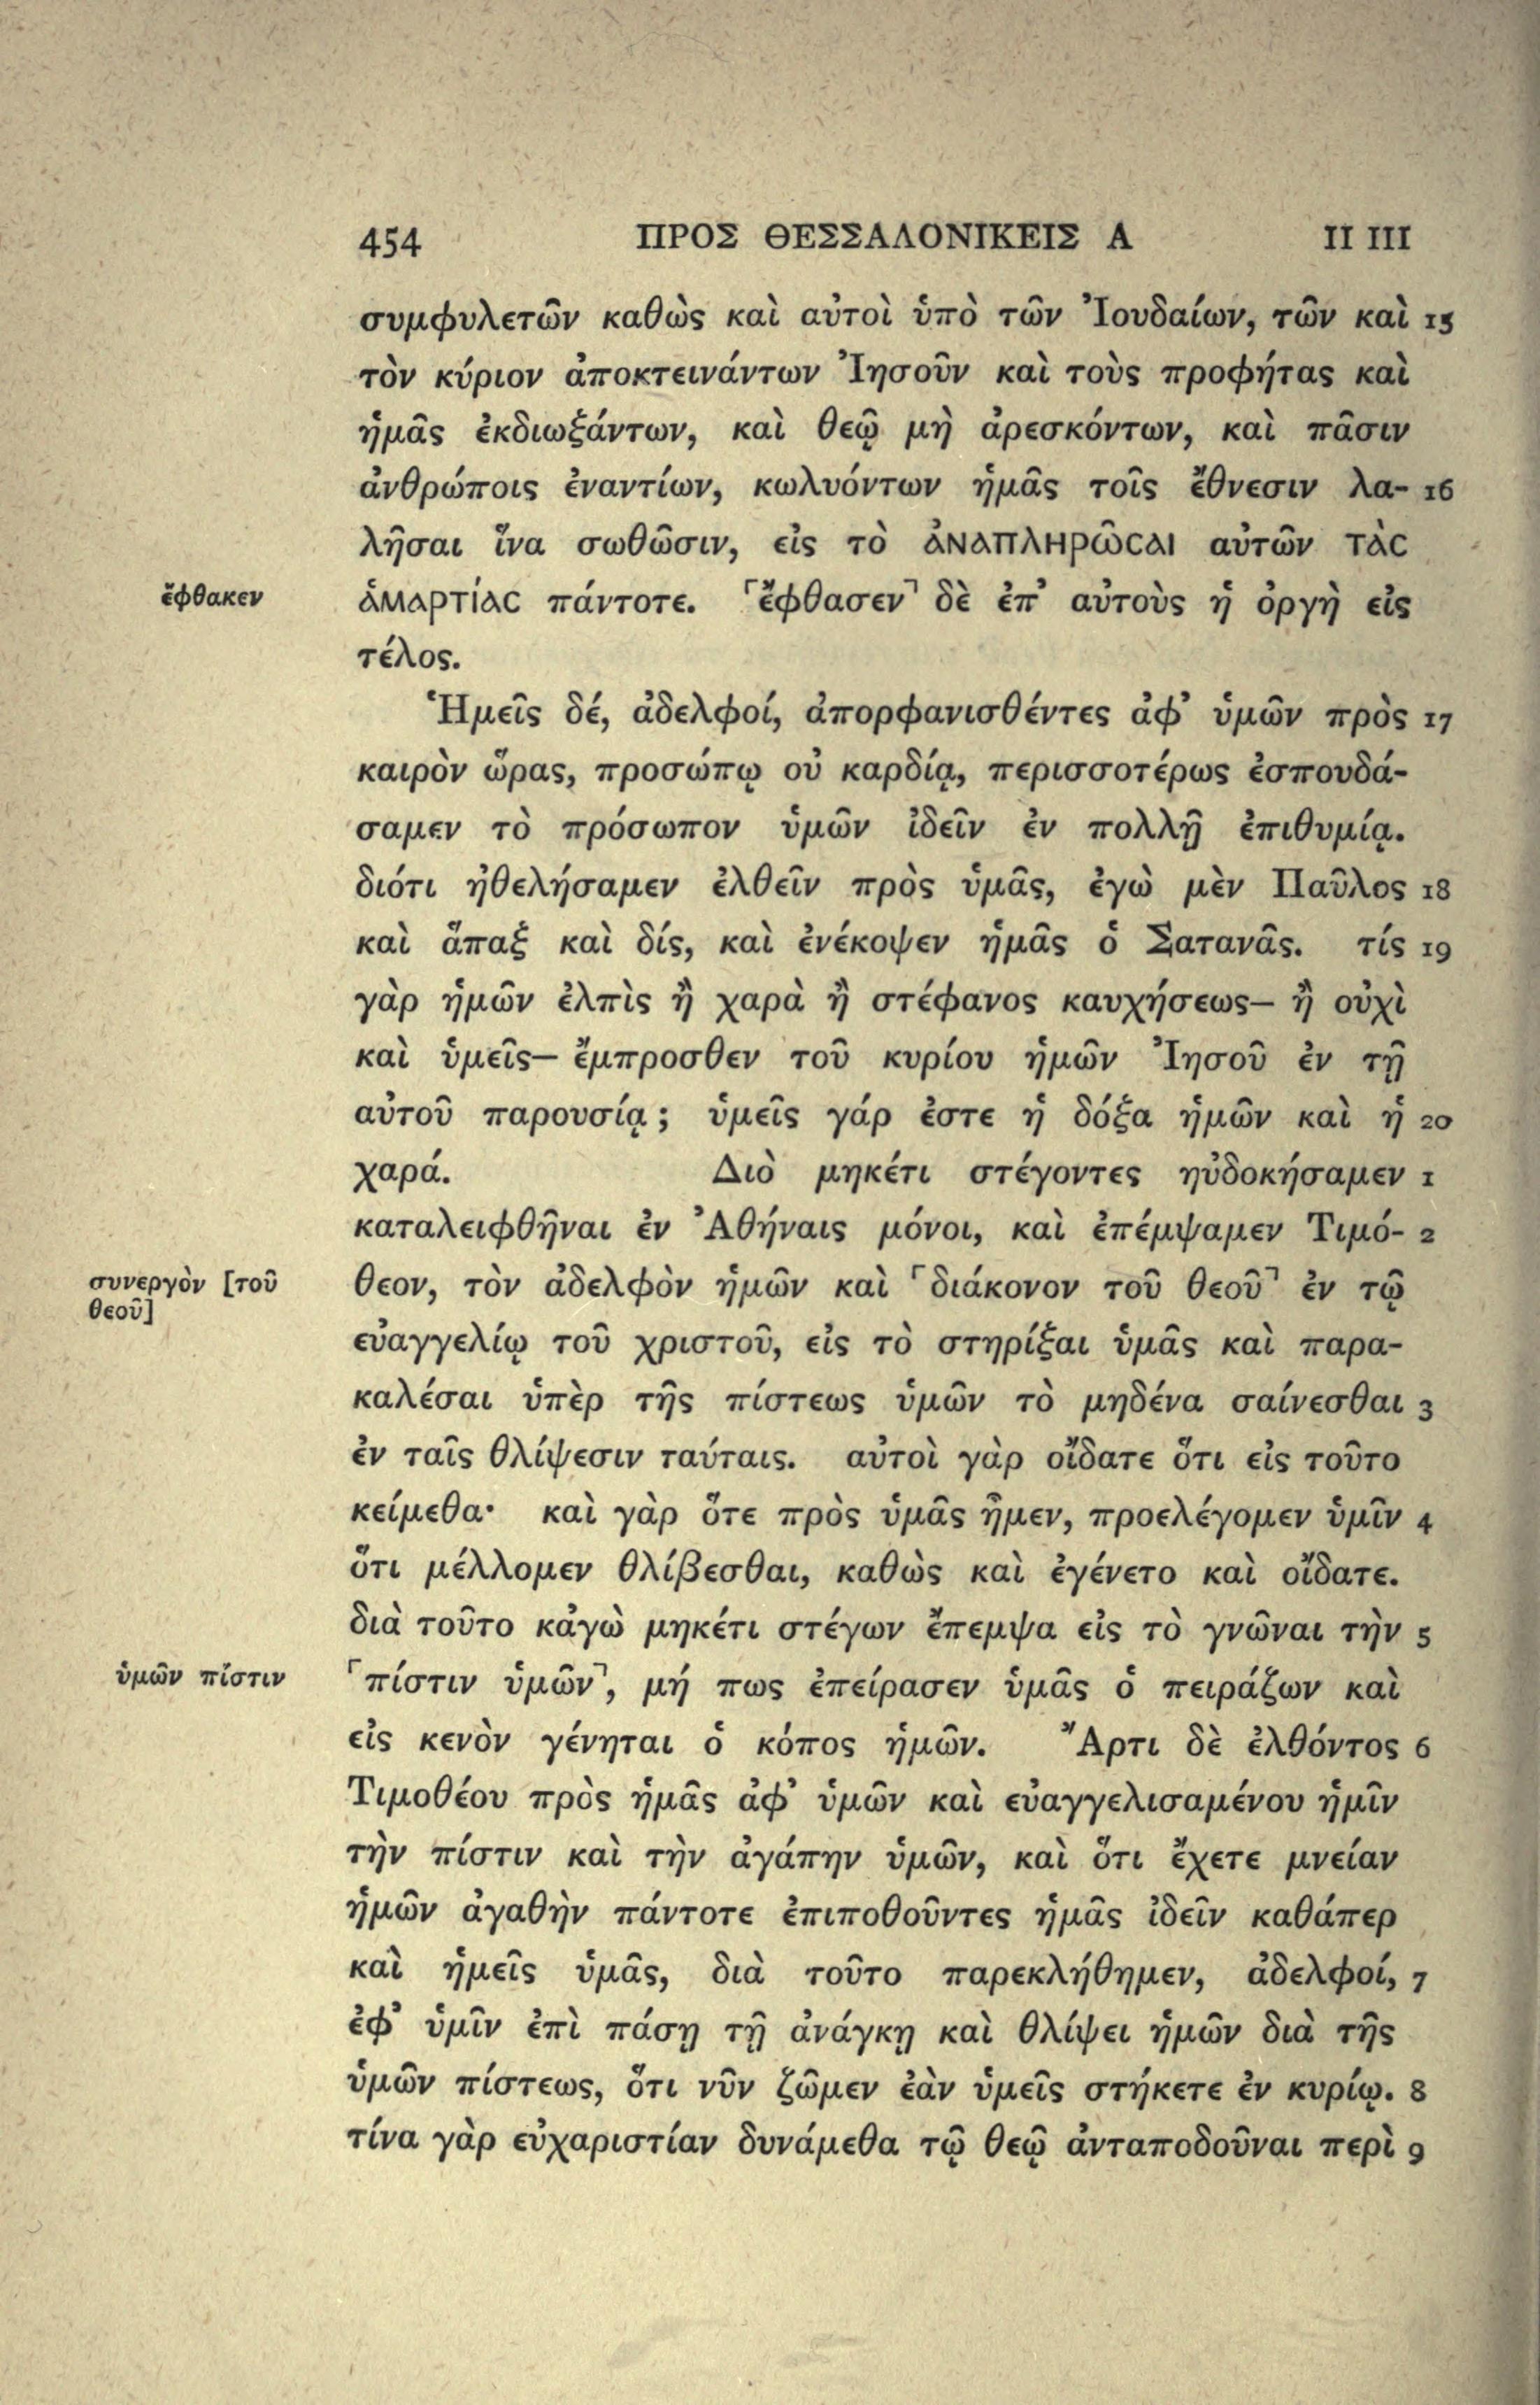 454 ΠΡΟΣ ΘΕΣΣΑΛΟΝΙΚΕΙΣ Α II III
συμφυλετῶν καθὼς καὶ αὐτοὶ ὑπὸ τῶν Ἰουδαίων, τῶν καὶ 15
τὸν κύριον ἀποκτεινάντων Ἰησοῦν καὶ τοὺς προφήτας καὶ
ἡμᾶς ἐκδιωξάντων, καὶ θεῷ μὴ ἀρεσκόντων, καὶ πᾶσιν
ἀνθρώποις ἐναντίων, κωλυόντων ἡμᾶς τοῖς ἔθνεσιν λα- 16
λῆσαι ἵνα σωθῶσιν, εἰς τὸ ἀναπληρῶϲαι αὐτῶν τὰϲ
ἔφθακεν ἁμαρτίαϲ πάντοτε. ⌜ἔφθασεν⌝ δὲ ἐπ’ αὐτοὺς ἡ ὀργὴ εἰς
τέλος.
Ἡμεῖς δέ, ἀδελφοί, ἀπορφανισθέντες ἀφ’ ὑμῶν πρὸς 17
καιρὸν ὥρας, προσώπῳ οὐ καρδίᾳ, περισσοτέρως ἐσπουδά-
σαμεν τὸ πρόσωπον ὑμῶν ἰδεῖν ἐν πολλῇ ἐπιθυμίᾳ.
διότι ἠθελήσαμεν ἐλθεῖν πρὸς ὑμᾶς, ἐγὼ μὲν Παῦλος 18
καὶ ἅπαξ καὶ δίς, καὶ ἐνέκοψεν ἡμᾶς ὁ Σατανᾶς. τίς 19
γὰρ ἡμῶν ἐλπὶς ἢ χαρὰ ἢ στέφανος καυχήσεως— ἢ οὐχὶ
καὶ ὑμεῖς— ἔμπροσθεν τοῦ κυρίου ἡμῶν Ἰησοῦ ἐν τῇ
αὐτοῦ παρουσίᾳ; ὑμεῖς γάρ ἐστε ἡ δόξα ἡμῶν καὶ ἡ 20
χαρά. Διὸ μηκέτι στέγοντες ηὐδοκήσαμεν 1
καταλειφθῆναι ἐν Ἀθήναις μόνοι, καὶ ἐπέμψαμεν Τιμό- 2
συνεργὸν [τοῦ θεον, τὸν ἀδελφὸν ἡμῶν καὶ ⌜διάκονον τοῦ θεοῦ⌝ ἐν τῷ
θεοῦ]
εὐαγγελίῳ τοῦ χριστοῦ, εἰς τὸ στηρίξαι ὑμᾶς καὶ παρα-
καλέσαι ὑπὲρ τῆς πίστεως ὑμῶν τὸ μηδένα σαίνεσθαι 3
ἐν ταῖς θλίψεσιν ταύταις. αὐτοὶ γὰρ οἴδατε ὅτι εἰς τοῦτο
κείμεθα· καὶ γὰρ ὅτε πρὸς ὑμᾶς ἦμεν, προελέγομεν ὑμῖν 4
ὅτι μέλλομεν θλίβεσθαι, καθὼς καὶ ἐγένετο καὶ οἴδατε.
διὰ τοῦτο κἀγὼ μηκέτι στέγων ἔπεμψα εἰς τὸ γνῶναι τὴν 5
ὑμῶν πίστιν ⌜πίστιν ὑμῶν⌝, μή πως ἐπείρασεν ὑμᾶς ὁ πειράζων καὶ
εἰς κενὸν γένηται ὁ κόπος ἡμῶν. Ἄρτι δὲ ἐλθόντος 6
Τιμοθέου πρὸς ἡμᾶς ἀφ’ ὑμῶν καὶ εὐαγγελισαμένου ἡμῖν
τὴν πίστιν καὶ τὴν ἀγάπην ὑμῶν, καὶ ὅτι ἔχετε μνείαν
ἡμῶν ἀγαθὴν πάντοτε ἐπιποθοῦντες ἡμᾶς ἰδεῖν καθάπερ
καὶ ἡμεῖς ὑμᾶς, διὰ τοῦτο παρεκλήθημεν, ἀδελφοί, 7
ἐφ’ ὑμῖν ἐπὶ πάσῃ τῇ ἀνάγκῃ καὶ θλίψει ἡμῶν διὰ τῆς
ὑμῶν πίστεως, ὅτι νῦν ζῶμεν ἐὰν ὑμεῖς στήκετε ἐν κυρίῳ. 8
τίνα γὰρ εὐχαριστίαν δυνάμεθα τῷ θεῷ ἀνταποδοῦναι περὶ 9